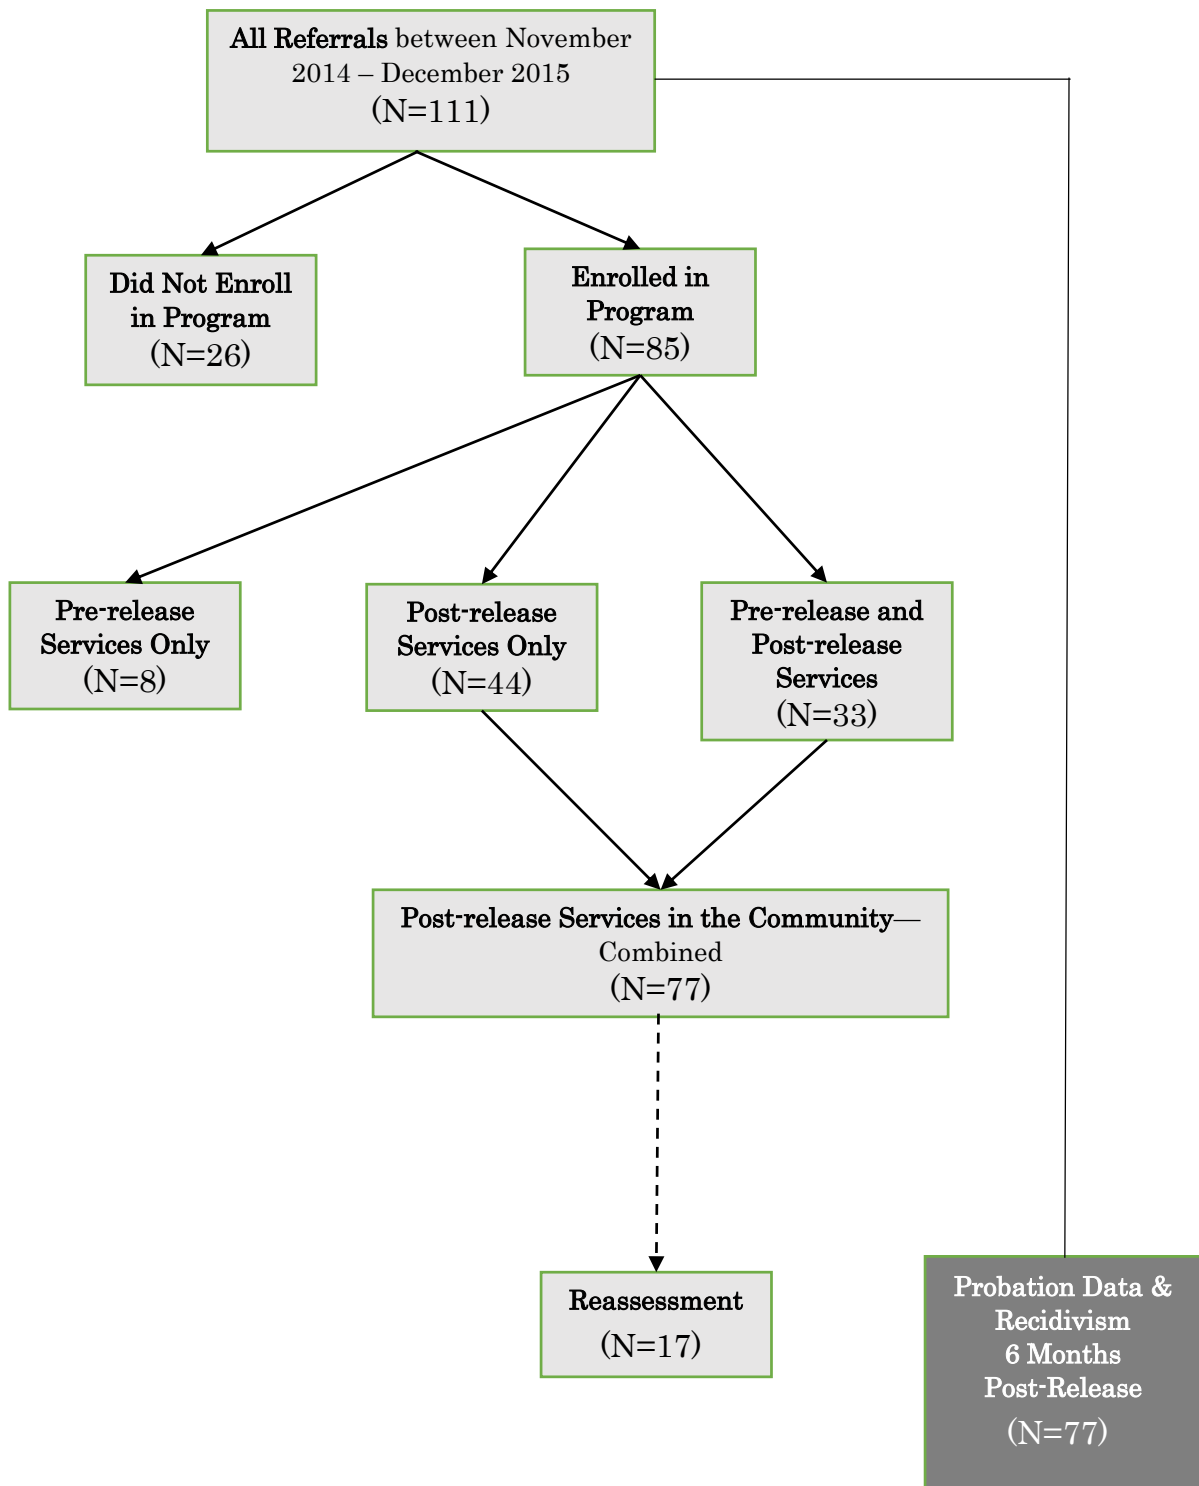 All Referrals between November
2014 – December 2015
(N=111)
Did Not Enroll
in Program
(N=26)
Enrolled in
Program
(N=85)
Pre-release
Services Only
(N=8)
Post-release
Services Only
(N=44)
Pre-release and
Post-release
Services
(N=33)
Post-release Services in the Community—
Combined
(N=77)
Reassessment
(N=17)
Probation Data &
Recidivism
6 Months
Post-Release
(N=77)